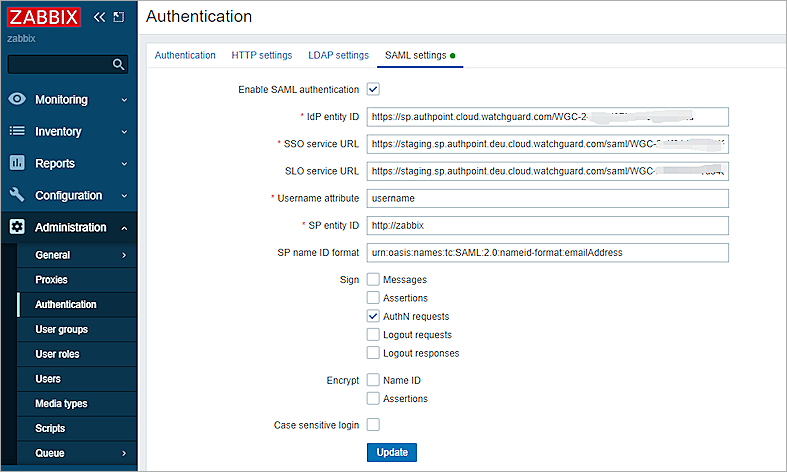 ZABBIX
zabbix
Monitoring
Inventory
Reports
Configuration
Administration
General
Proxies
Authentication
User groups
User roles
Users
Media types
Scripts
Queue
Authentication
Authentication HTTP settings LDAP settings SAML settings
Enable SAML authentication
* IdP entity ID https://sp.authpoint.cloud.watchguard.com/WGC-2-
* SSO service URL https://staging.sp.authpoint.deu.cloud.watchguard.com/saml/WGC-
SLO service URL https://staging.sp.authpoint.deu.cloud.watchguard.com/saml/WGC-
* Username attribute username
* SP entity ID http://zabbix
SP name ID format urn:oasis:names:tc:SAML:2.0:nameid-format:emailAddress
Sign Messages
Assertions
AuthN requests
Logout requests
Logout responses
Encrypt Name ID
Assertions
Case sensitive login
Update